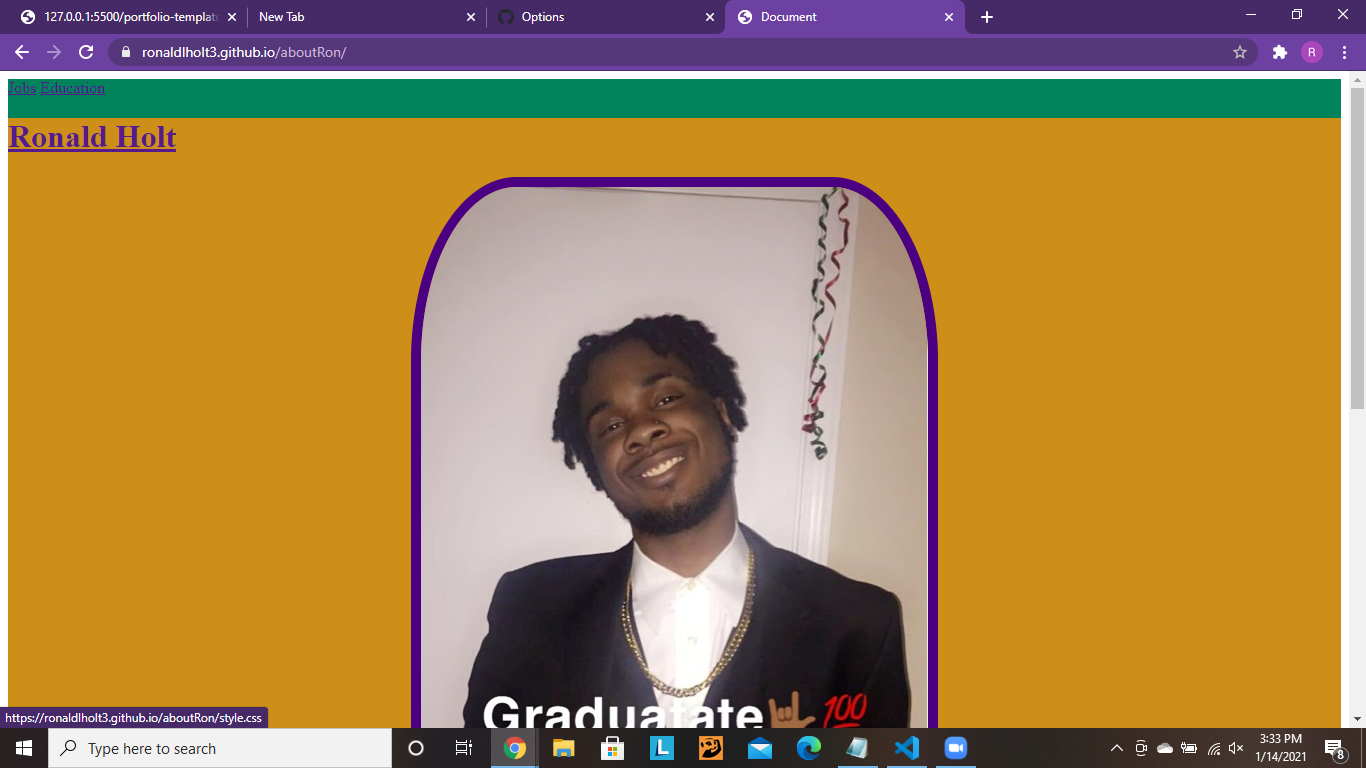 127.0.0.1:5500/portfolio-template
New Tab
Options
Document
ronaldlholt3.github.io/aboutRon/
R
Jobs Education
Ronald Holt
Graduatate🤟🏾💯
https://ronaldlholt3.github.io/aboutRon/style.css
Type here to search
L
3:33 PM
1/14/2021
8